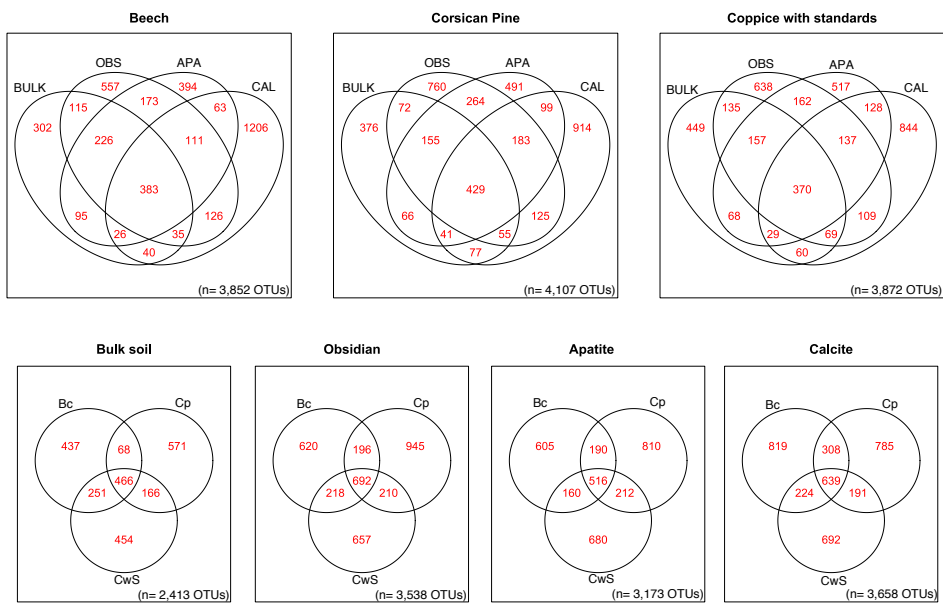 Beech
Corsican Pine
Coppice with standards
OBS APA
BULK CAL
557 394
115 173 63
302 1206
226 111
383
95 126
26 35
40
(n= 3,852 OTUs)
OBS APA
BULK CAL
760 491
72 264 99
376 914
155 183
429
66 125
41 55
77
(n= 4,107 OTUs)
OBS APA
BULK CAL
638 517
135 162 128
449 844
157 137
370
68 109
29 69
60
(n= 3,872 OTUs)
Bulk soil
Obsidian
Apatite
Calcite
Bc Cp
437 68 571
466
251 166
454
CwS
(n= 2,413 OTUs)
Bc Cp
620 196 945
692
218 210
657
CwS
(n= 3,538 OTUs)
Bc Cp
605 190 810
516
160 212
680
CwS
(n= 3,173 OTUs)
Bc Cp
819 308 785
639
224 191
692
CwS
(n= 3,658 OTUs)